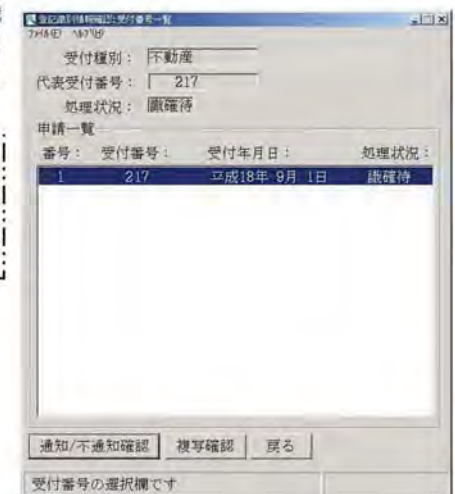 登記識別情報確認:受付番号一覧
ファイル(F) ヘルプ(H)
受付種別： 不動産
代表受付番号： 217
処理状況： 識確待
申請一覧
番号： 受付番号： 受付年月日： 処理状況：
1 217 平成18年 9月 1日 識確待
通知/不通知確認 複写確認 戻る
受付番号の選択欄です